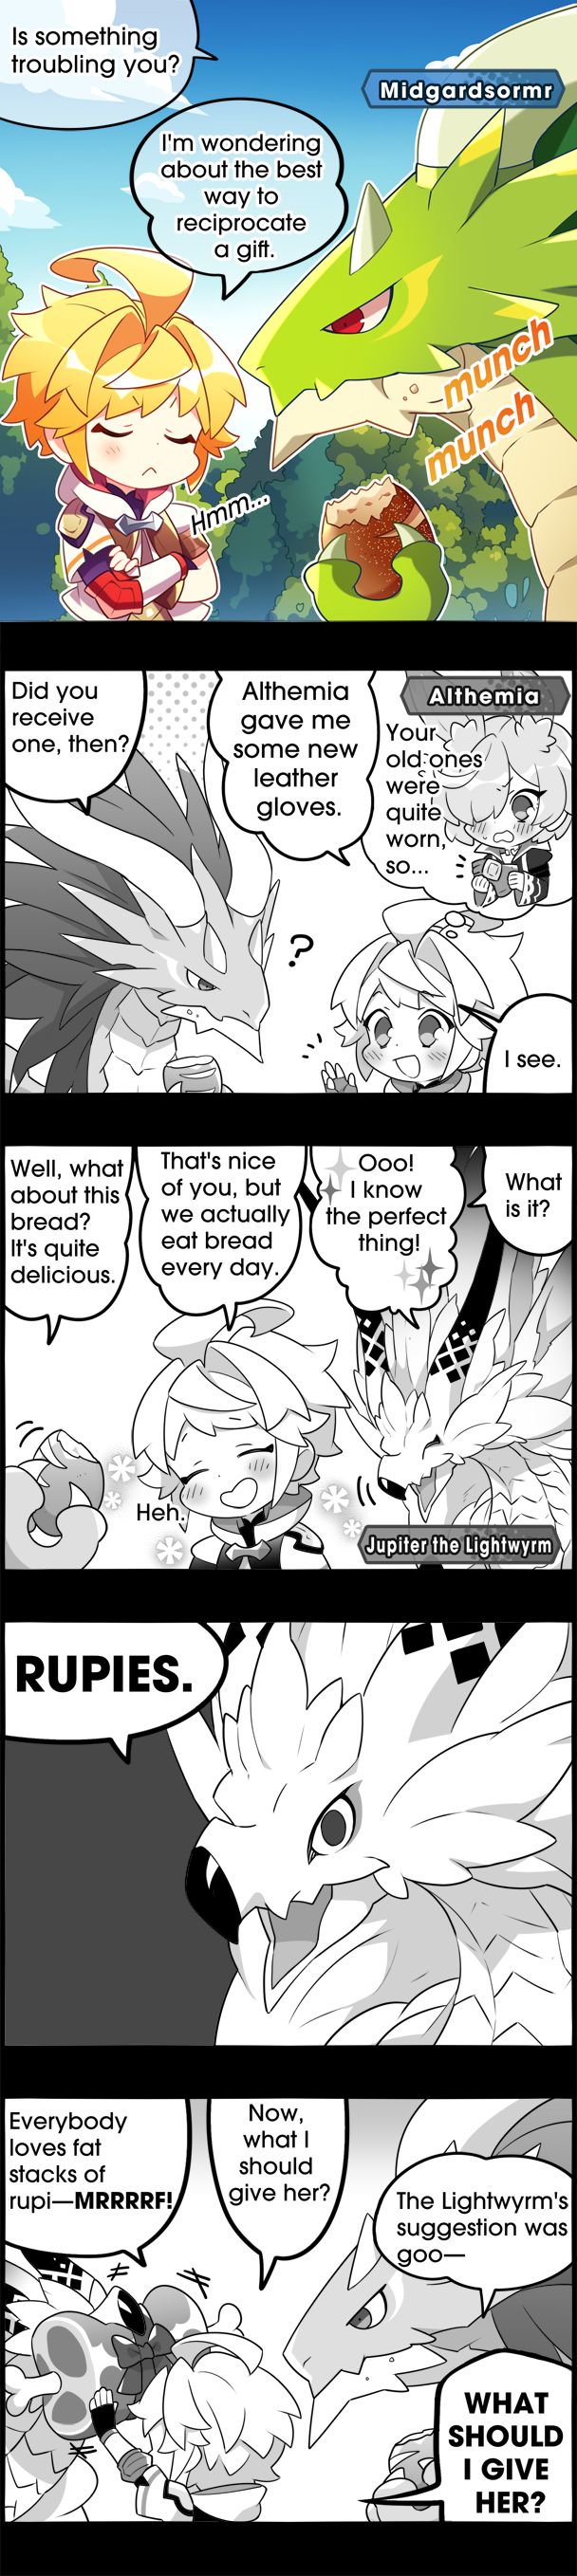 Is something
troubling you?
Midgardsormr
I'm wondering
about the best
way to
reciprocate
a gift.
munch
munch
Hmm...
Did you
receive
one, then?
Althemia
gave me
some new
leather
gloves.
Althemia
Your
old ones
were
quite
worn,
so...
?
I see.
Well, what
about this
bread?
It's quite
delicious.
That's nice
of you, but
we actually
eat bread
every day.
Heh.
Ooo!
I know
the perfect
thing!
What
is it?
Jupiter the Lightwyrm
RUPIES.
Everybody
loves fat
stacks of
rupi—MRRRRF!
Now,
what I
should
give her?
The Lightwyrm's
suggestion was
goo—
WHAT
SHOULD
I GIVE
HER?